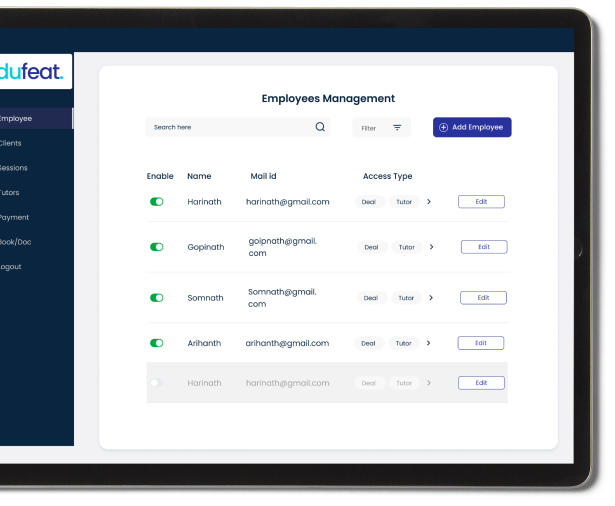 dufeat.
Employees Management
Search here
Filter
Add Employee
Employee
Clients
Sessions
Tutors
Payment
Book/Doc
Logout
Enable Name Mail id Access Type
Harinath harinath@gmail.com Deal Tutor > Edit
Gopinath goipnath@gmail.
com Deal Tutor > Edit
Somnath Somnath@gmail.
com Deal Tutor > Edit
Arihanth arihanth@gmail.com Deal Tutor > Edit
Harinath harinath@gmail.com Deal Tutor > Edit